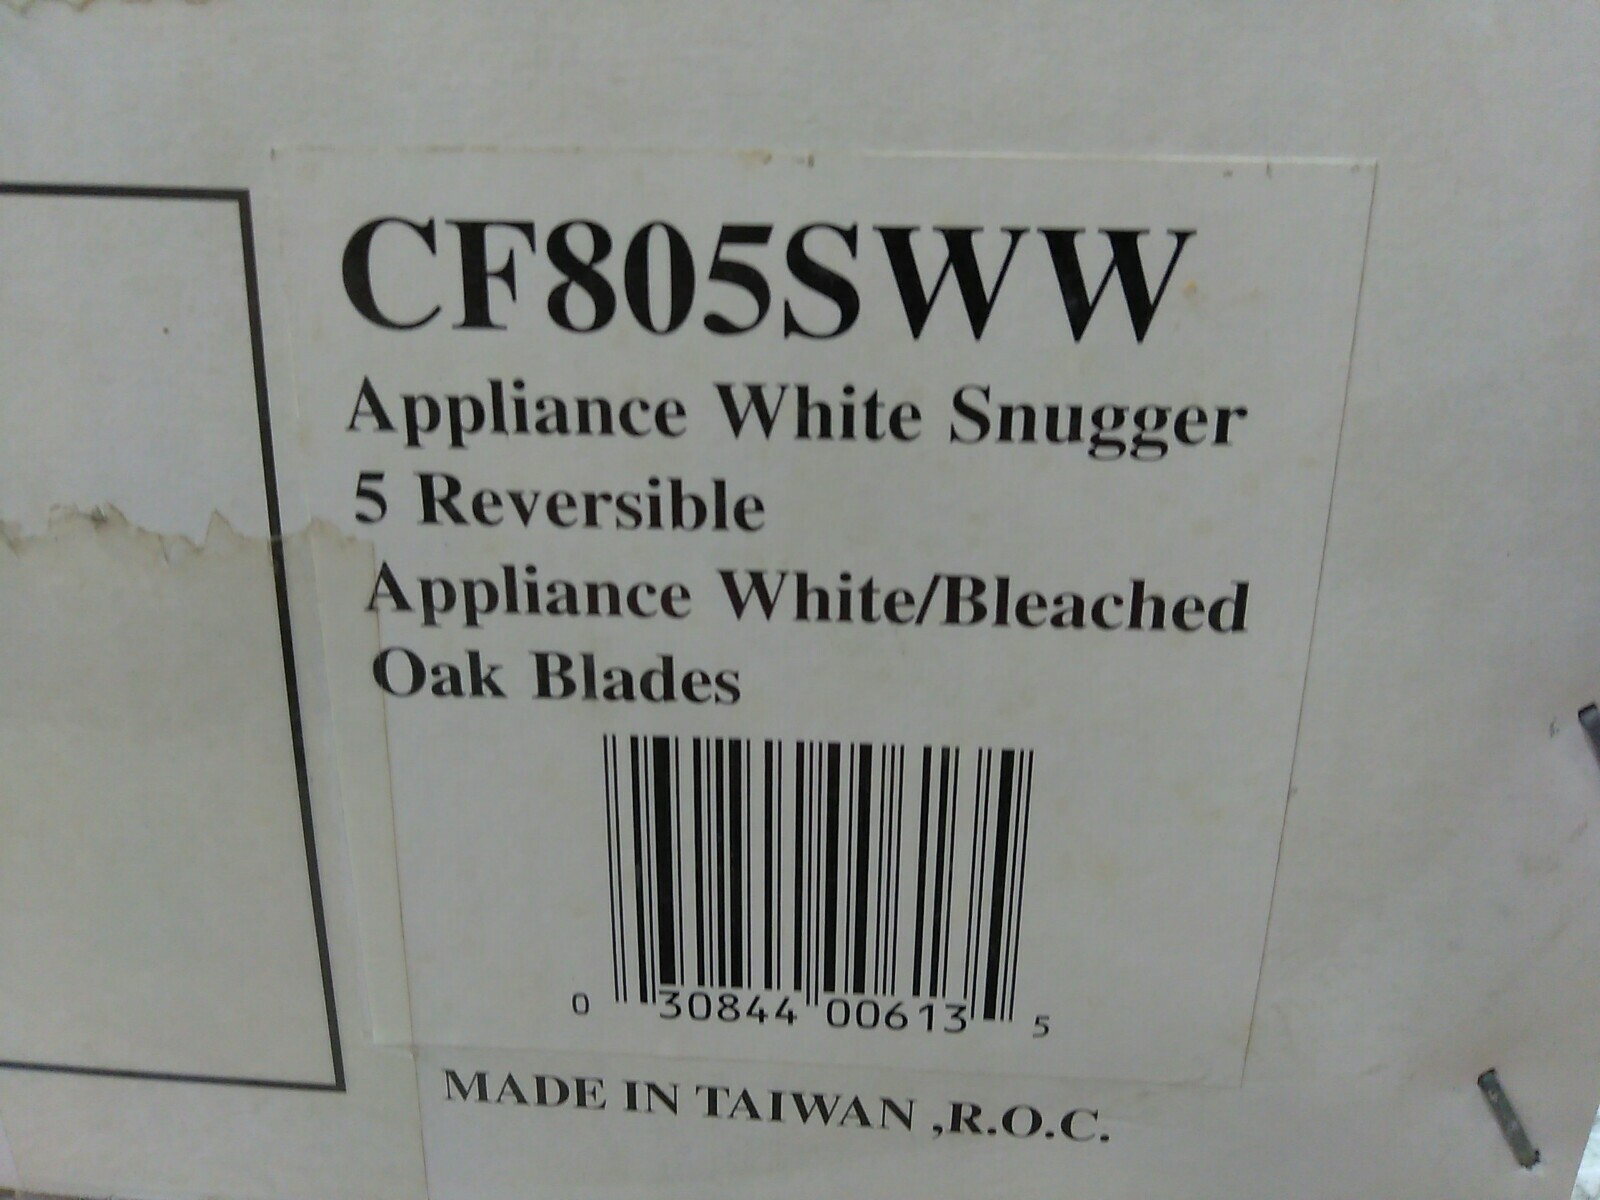 CF805SWW
Appliance White Snugger
5 Reversible
Appliance White/Bleached
Oak Blades
0 30844 00613 5
MADE IN TAIWAN ,R.O.C.